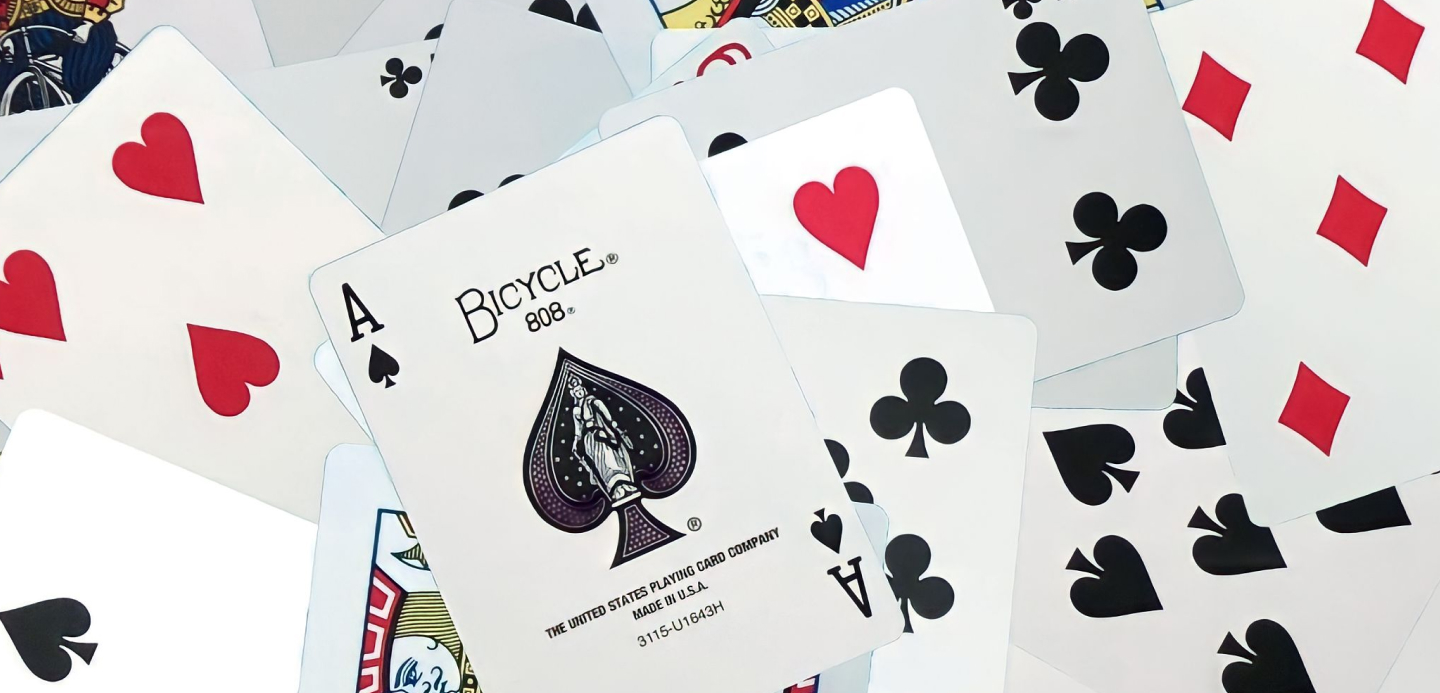 A
BICYCLE®
808®
®
THE UNITED STATES PLAYING CARD COMPANY
MADE IN U.S.A.
3115-U1643H
A